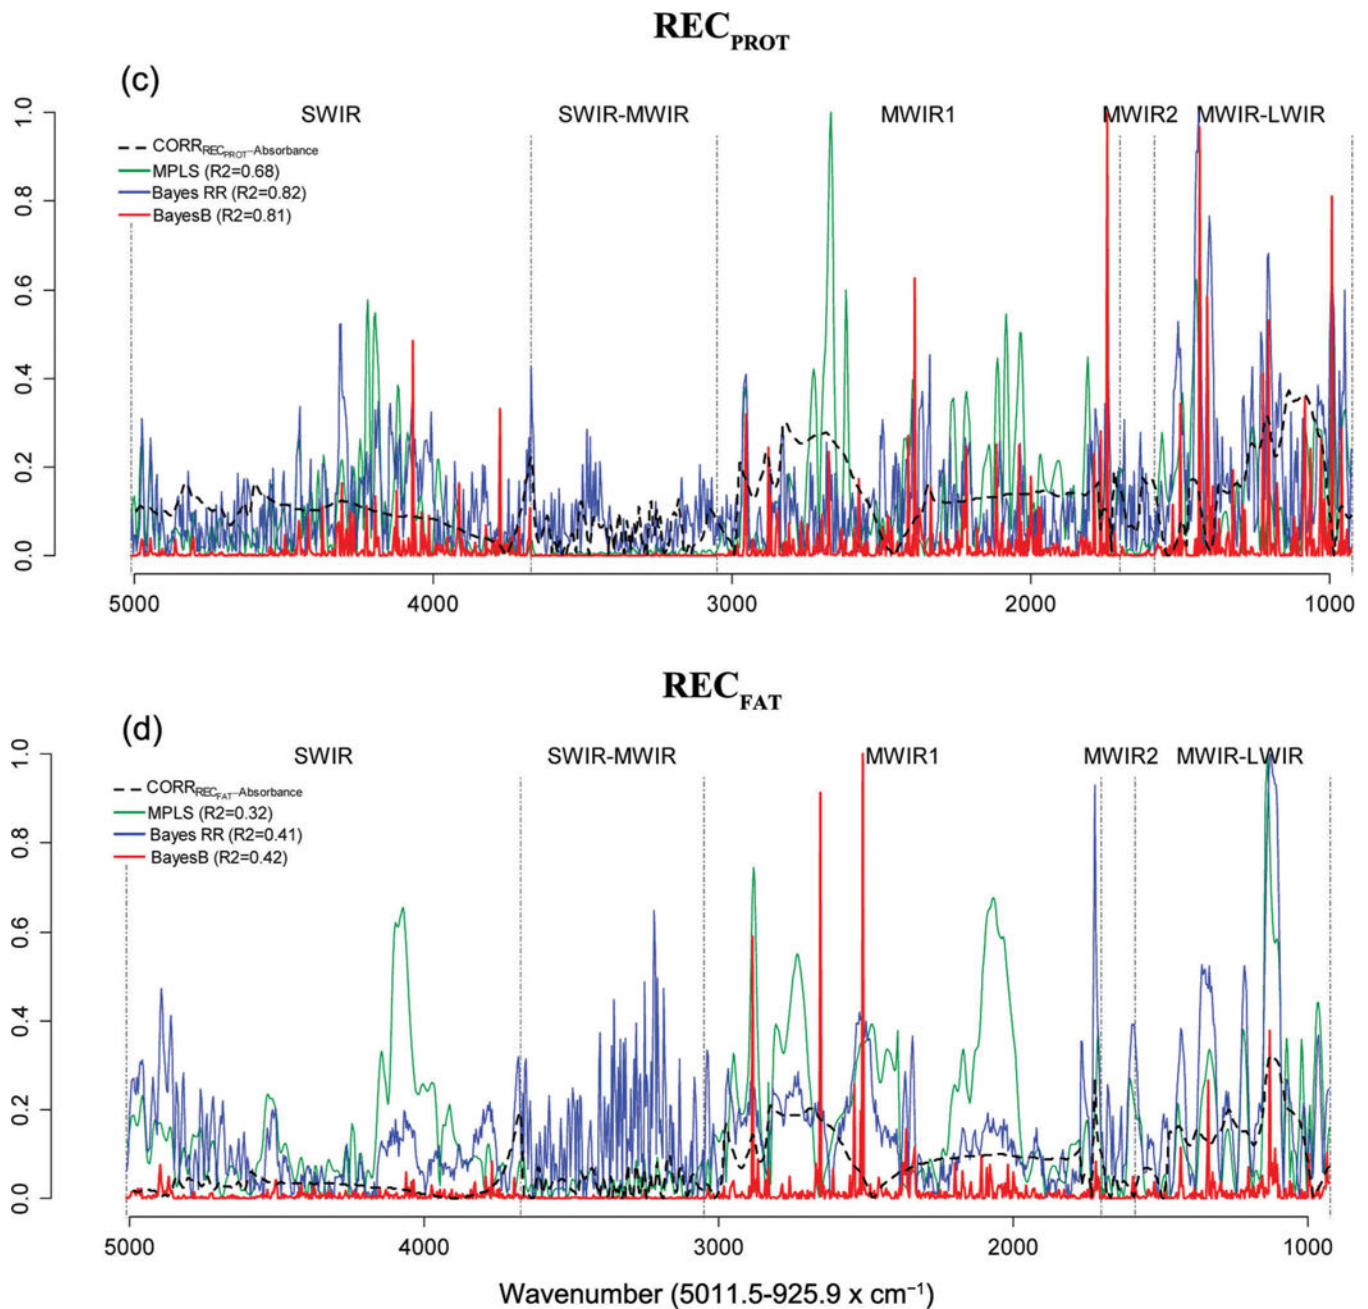 REC_PROT
(c)
SWIR SWIR-MWIR MWIR1 MWIR2 MWIR-LWIR
CORR_REC_PROT–Absorbance
MPLS (R2=0.68)
Bayes RR (R2=0.82)
BayesB (R2=0.81)
1.0
0.8
0.6
0.4
0.2
0.0
5000 4000 3000 2000 1000
REC_FAT
(d)
SWIR SWIR-MWIR MWIR1 MWIR2 MWIR-LWIR
CORR_REC_FAT–Absorbance
MPLS (R2=0.32)
Bayes RR (R2=0.41)
BayesB (R2=0.42)
1.0
0.8
0.6
0.4
0.2
0.0
5000 4000 3000 2000 1000
Wavenumber (5011.5-925.9 x cm⁻¹)